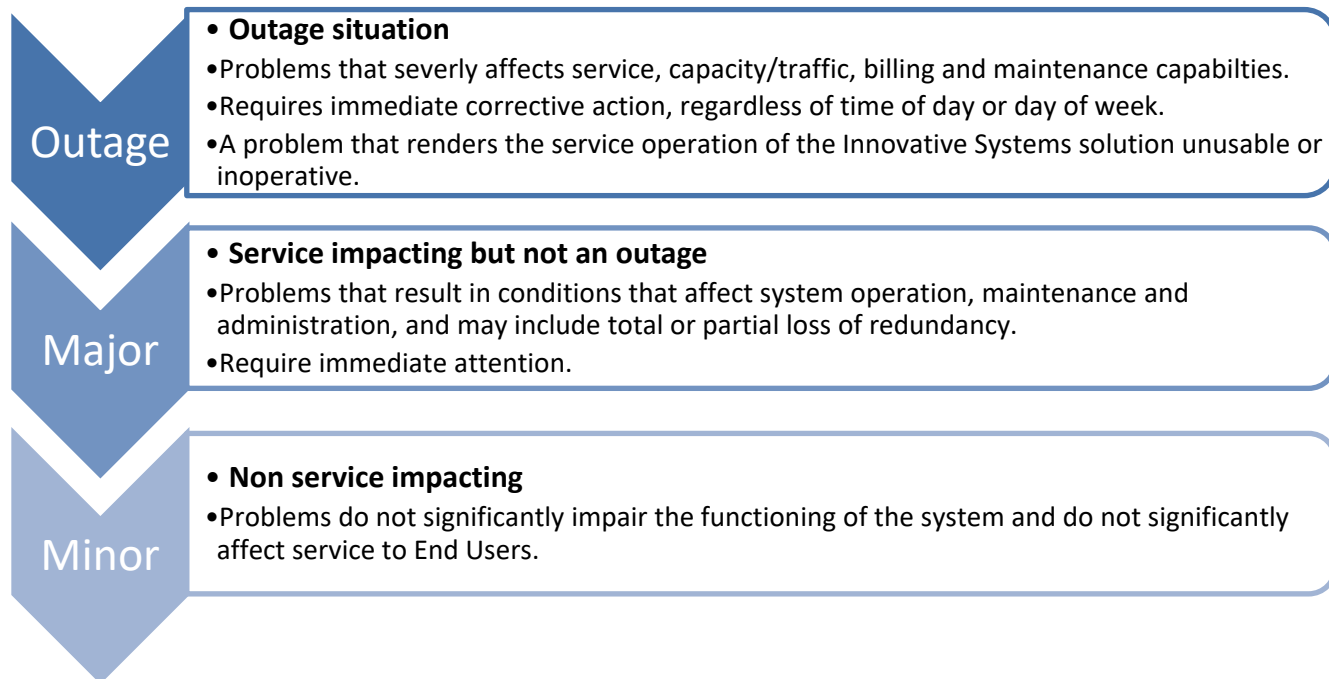 Outage
• Outage situation
•Problems that severly affects service, capacity/traffic, billing and maintenance capabilties.
•Requires immediate corrective action, regardless of time of day or day of week.
•A problem that renders the service operation of the Innovative Systems solution unusable or
inoperative.
Major
• Service impacting but not an outage
•Problems that result in conditions that affect system operation, maintenance and
administration, and may include total or partial loss of redundancy.
•Require immediate attention.
Minor
• Non service impacting
•Problems do not significantly impair the functioning of the system and do not significantly
affect service to End Users.